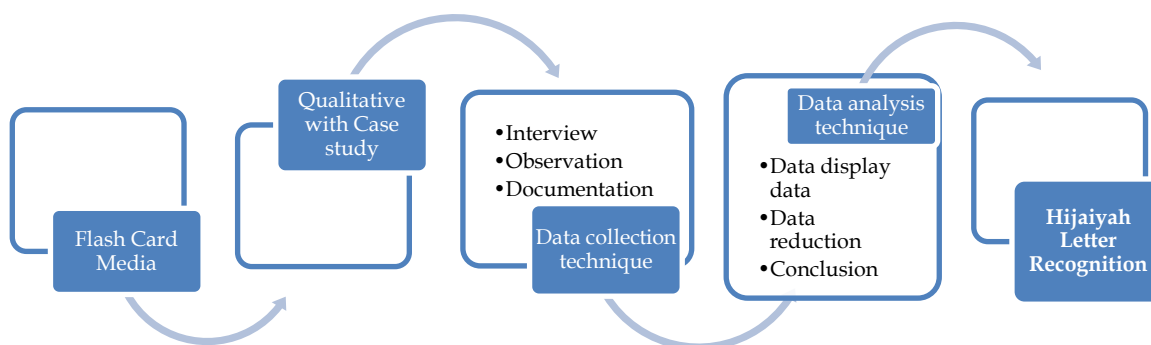 Flash Card
Media
Qualitative
with Case
study
•Interview
•Observation
•Documentation
Data collection
technique
Data analysis
technique
•Data display
data
•Data
reduction
•Conclusion
Hijaiyah
Letter
Recognition